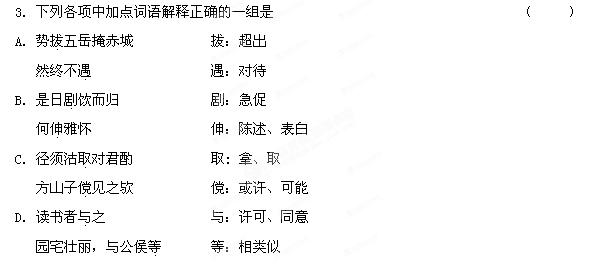 3. 下列各项中加点词语解释正确的一组是 ( )
A. 势拔五岳掩赤城 拔：超出
然终不遇 遇：对待
B. 是日剧饮而归 剧：急促
何伸雅怀 伸：陈述、表白
C. 径须沽取对君酌 取：拿、取
方山子傥见之欤 傥：或许、可能
D. 读书者与之 与：许可、同意
园宅壮丽，与公侯等 等：相类似